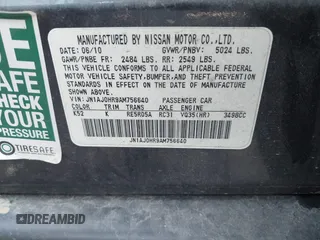 MANUFACTURED BY NISSAN MOTOR CO.,LTD.
DATE: 08/10 GVWR/PNBV: 5024 LBS.
GAWR/PNBE FR: 2484 LBS. RR: 2549 LBS.
THIS VEHICLE CONFORMS TO ALL APPLICABLE FEDERAL
MOTOR VEHICLE SAFETY,BUMPER,AND THEFT PREVENTION
STANDARDS IN EFFECT ON THE DATE OF MANUFACTURE
SHOWN ABOVE.
VIN: JN1AJ0HR9AM756640 PASSENGER CAR
COLOR TRIM TRANS AXLE ENGINE
K52 K RE5R05A RC31 VQ35(HR) 3498CC
JN1AJ0HR9AM756640
SAFE
CHECK
YOUR
TIRESAFE
DREAMBID